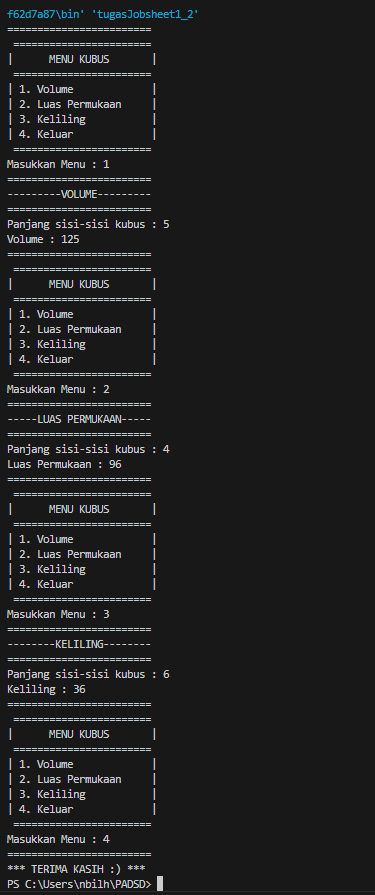 f62d7a87\bin' 'tugasJobsheet1_2'
========================
 =======================
|      MENU KUBUS       |
 =======================
| 1. Volume             |
| 2. Luas Permukaan     |
| 3. Keliling           |
| 4. Keluar             |
 =======================
Masukkan Menu : 1
========================
---------VOLUME---------
========================
Panjang sisi-sisi kubus : 5
Volume : 125
========================
 =======================
|      MENU KUBUS       |
 =======================
| 1. Volume             |
| 2. Luas Permukaan     |
| 3. Keliling           |
| 4. Keluar             |
 =======================
Masukkan Menu : 2
========================
-----LUAS PERMUKAAN-----
========================
Panjang sisi-sisi kubus : 4
Luas Permukaan : 96
========================
 =======================
|      MENU KUBUS       |
 =======================
| 1. Volume             |
| 2. Luas Permukaan     |
| 3. Keliling           |
| 4. Keluar             |
 =======================
Masukkan Menu : 3
========================
--------KELILING--------
========================
Panjang sisi-sisi kubus : 6
Keliling : 36
========================
 =======================
|      MENU KUBUS       |
 =======================
| 1. Volume             |
| 2. Luas Permukaan     |
| 3. Keliling           |
| 4. Keluar             |
 =======================
Masukkan Menu : 4
========================
*** TERIMA KASIH :) ***
PS C:\Users\nbilh\PADSD>